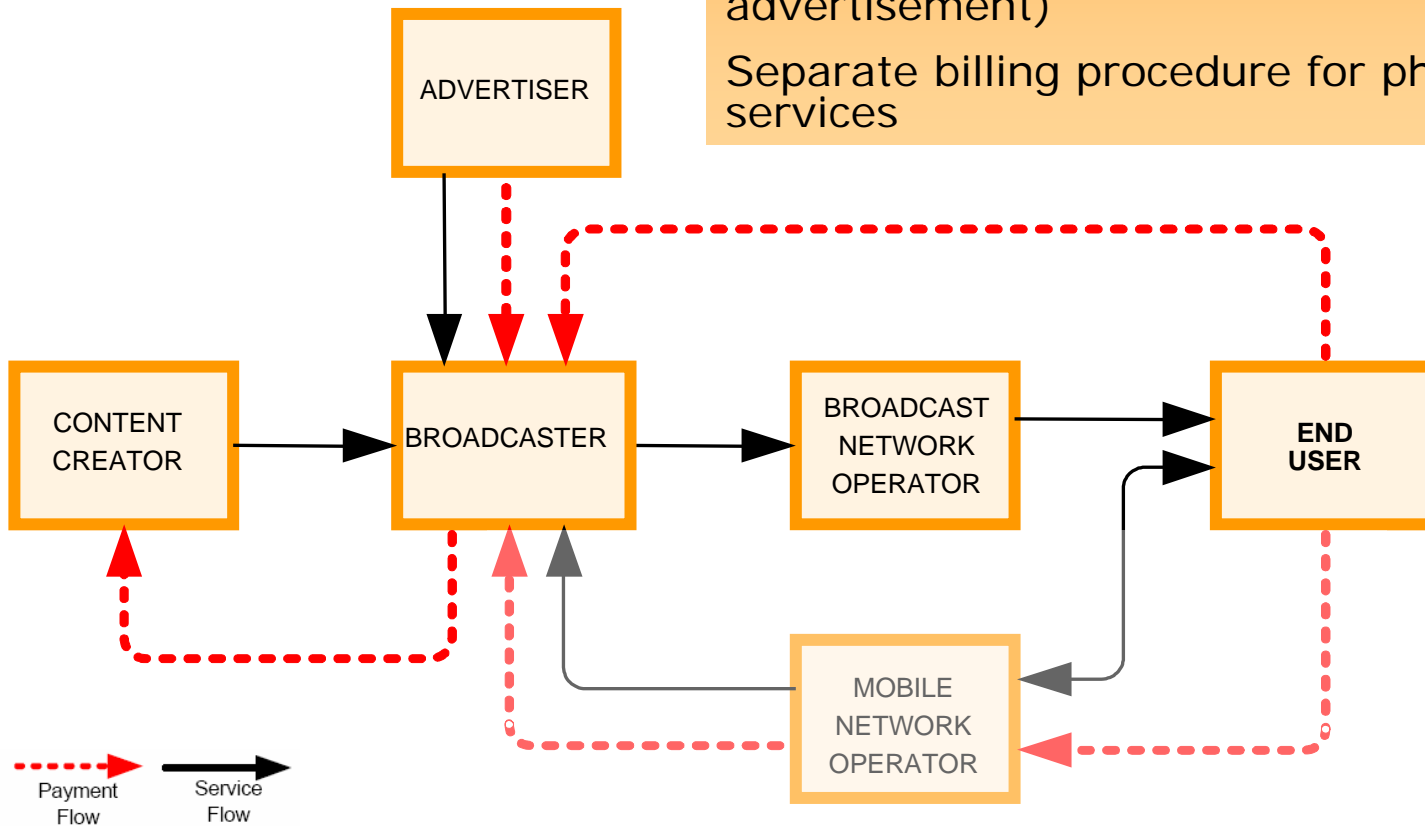 advertisement)
Separate billing procedure for
services
ADVERTISER
CONTENT
CREATOR
BROADCASTER
BROADCAST
NETWORK
OPERATOR
END
USER
MOBILE
NETWORK
OPERATOR
Payment
Flow
Service
Flow